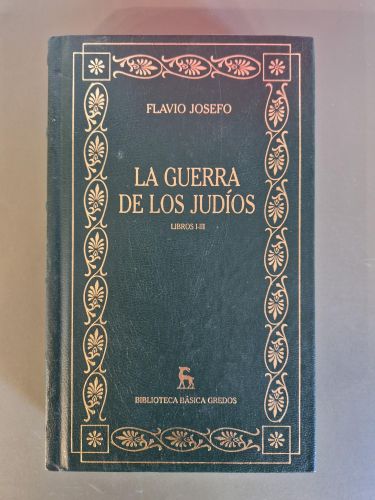 FLAVIO JOSEFO
LA GUERRA
DE LOS JUDÍOS
LIBROS I-III
BIBLIOTECA BÁSICA GREDOS